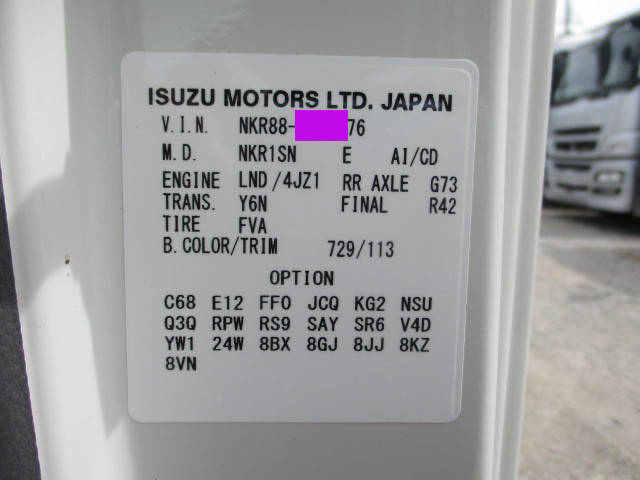 ISUZU MOTORS LTD. JAPAN
V.I.N. NKR88- 76
M.D. NKR1SN E AI/CD
ENGINE LND/4JZ1 RR AXLE G73
TRANS. Y6N FINAL R42
TIRE FVA
B.COLOR/TRIM 729/113
OPTION
C68 E12 FF0 JCQ KG2 NSU
Q3Q RPW RS9 SAY SR6 V4D
YW1 24W 8BX 8GJ 8JJ 8KZ
8VN